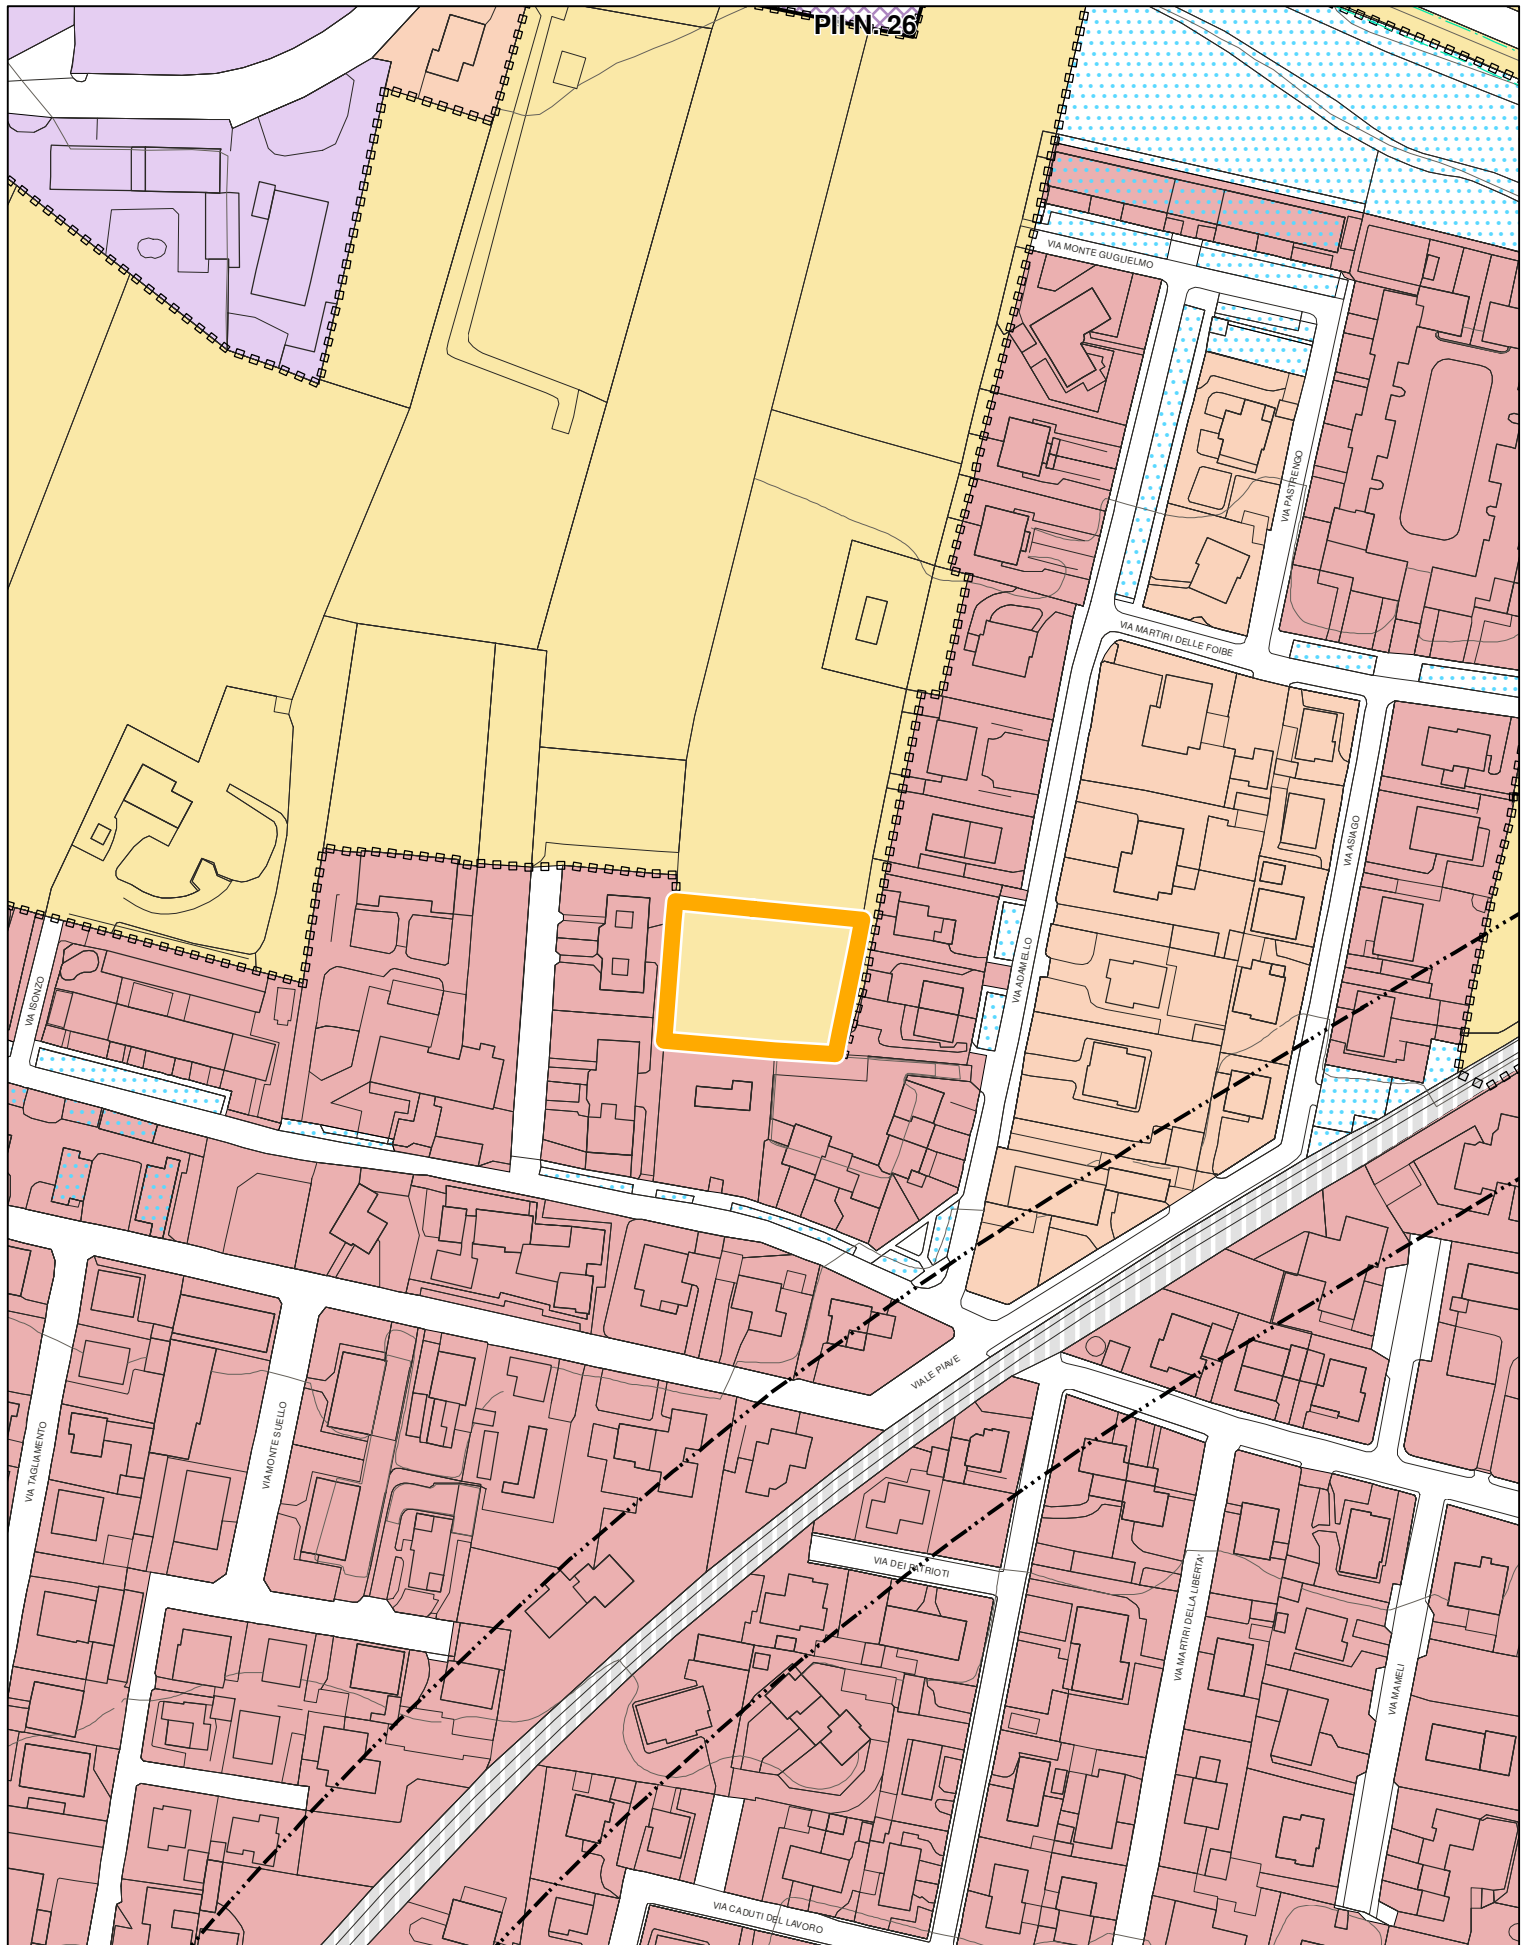 PII N. 26
VIA MONTE GUGLIELMO
VIA PASTRENGO
VIA MARTIRI DELLE FOIBE
VIA ASIAGO
VIA ADAMELLO
VIA ISONZO
VIALE PIAVE
VIA TAGLIAMENTO
VIA MONTE SUELLO
VIA DEI PATRIOTI
VIA MARTIRI DELLA LIBERTA'
VIA MAMELI
VIA CADUTI DEL LAVORO